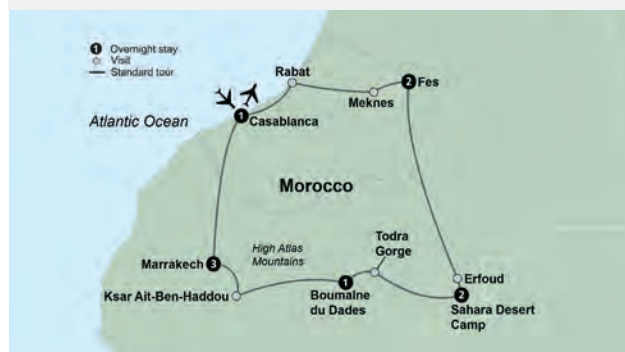 1 Overnight stay
Visit
Standard tour
Rabat
2 Fes
Meknes
Atlantic Ocean
1 Casablanca
Morocco
High Atlas
Mountains
Todra
Gorge
Marrakech 3
Erfoud
Ksar Ait-Ben-Haddou
1
Boumalne
du Dades
2
Sahara Desert
Camp